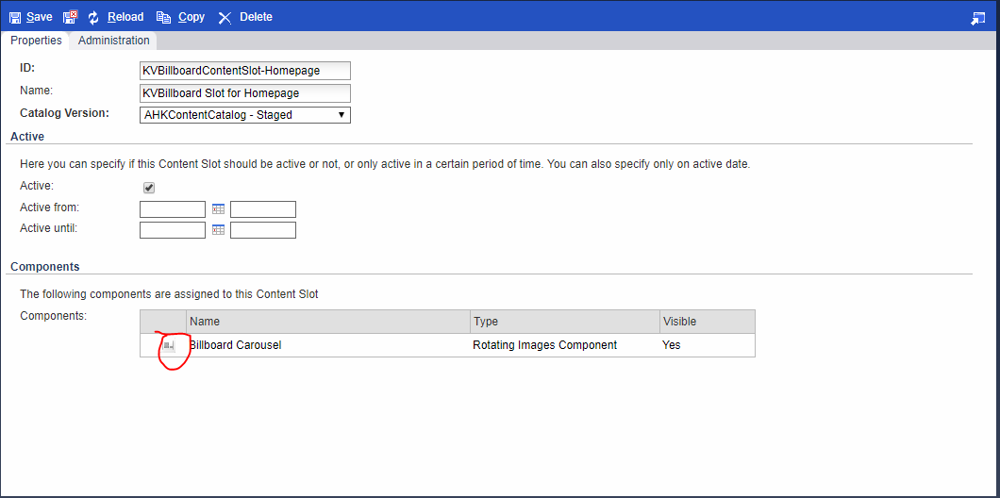 Save Reload Copy Delete
Properties Administration
ID: KVBillboardContentSlot-Homepage
Name: KVBillboard Slot for Homepage
Catalog Version: AHKContentCatalog - Staged
Active
Here you can specify if this Content Slot should be active or not, or only active in a certain period of time. You can also specify only on active date.
Active:
Active from:
Active until:
Components
The following components are assigned to this Content Slot
Components: Name Type Visible
Billboard Carousel Rotating Images Component Yes